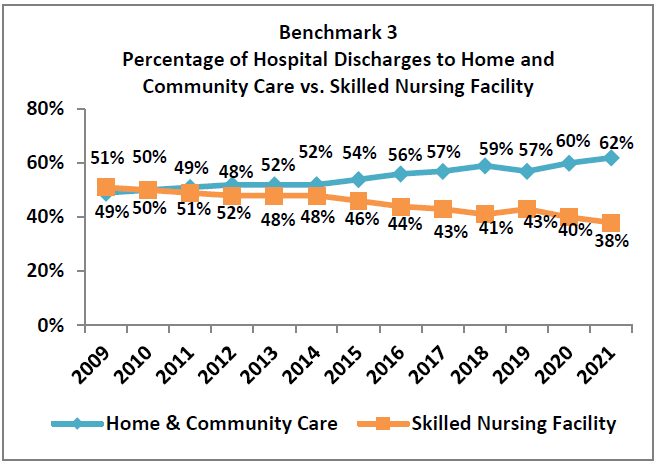 Benchmark 3
Percentage of Hospital Discharges to Home and
Community Care vs. Skilled Nursing Facility
80%
60%
40%
20%
0%
51% 50% 49% 48% 52% 52% 54% 56% 57% 59% 57% 60% 62%
49% 50% 51% 52% 48% 48% 46% 44% 43% 41% 43% 40% 38%
2009 2010 2011 2012 2013 2014 2015 2016 2017 2018 2019 2020 2021
Home & Community Care Skilled Nursing Facility